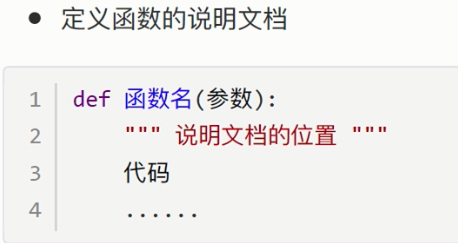 ● 定义函数的说明文档
1 def 函数名(参数):
2 """ 说明文档的位置 """
3 代码
4 ......